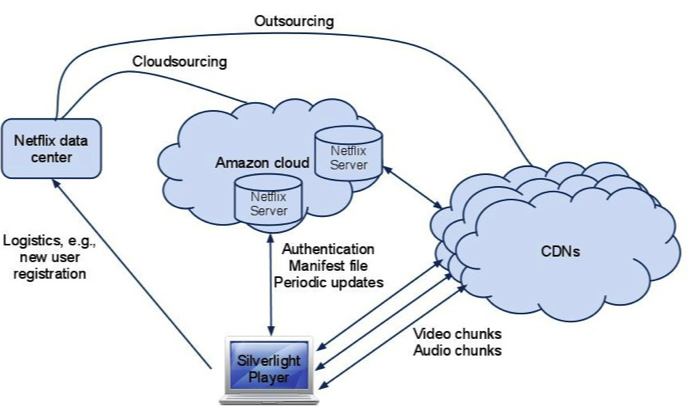 Outsourcing
Cloudsourcing
Netflix data
center
Amazon cloud
Netflix
Server
Netflix
Server
Logistics, e.g.,
new user
registration
Authentication
Manifest file
Periodic updates
CDNs
Video chunks
Audio chunks
Silverlight
Player